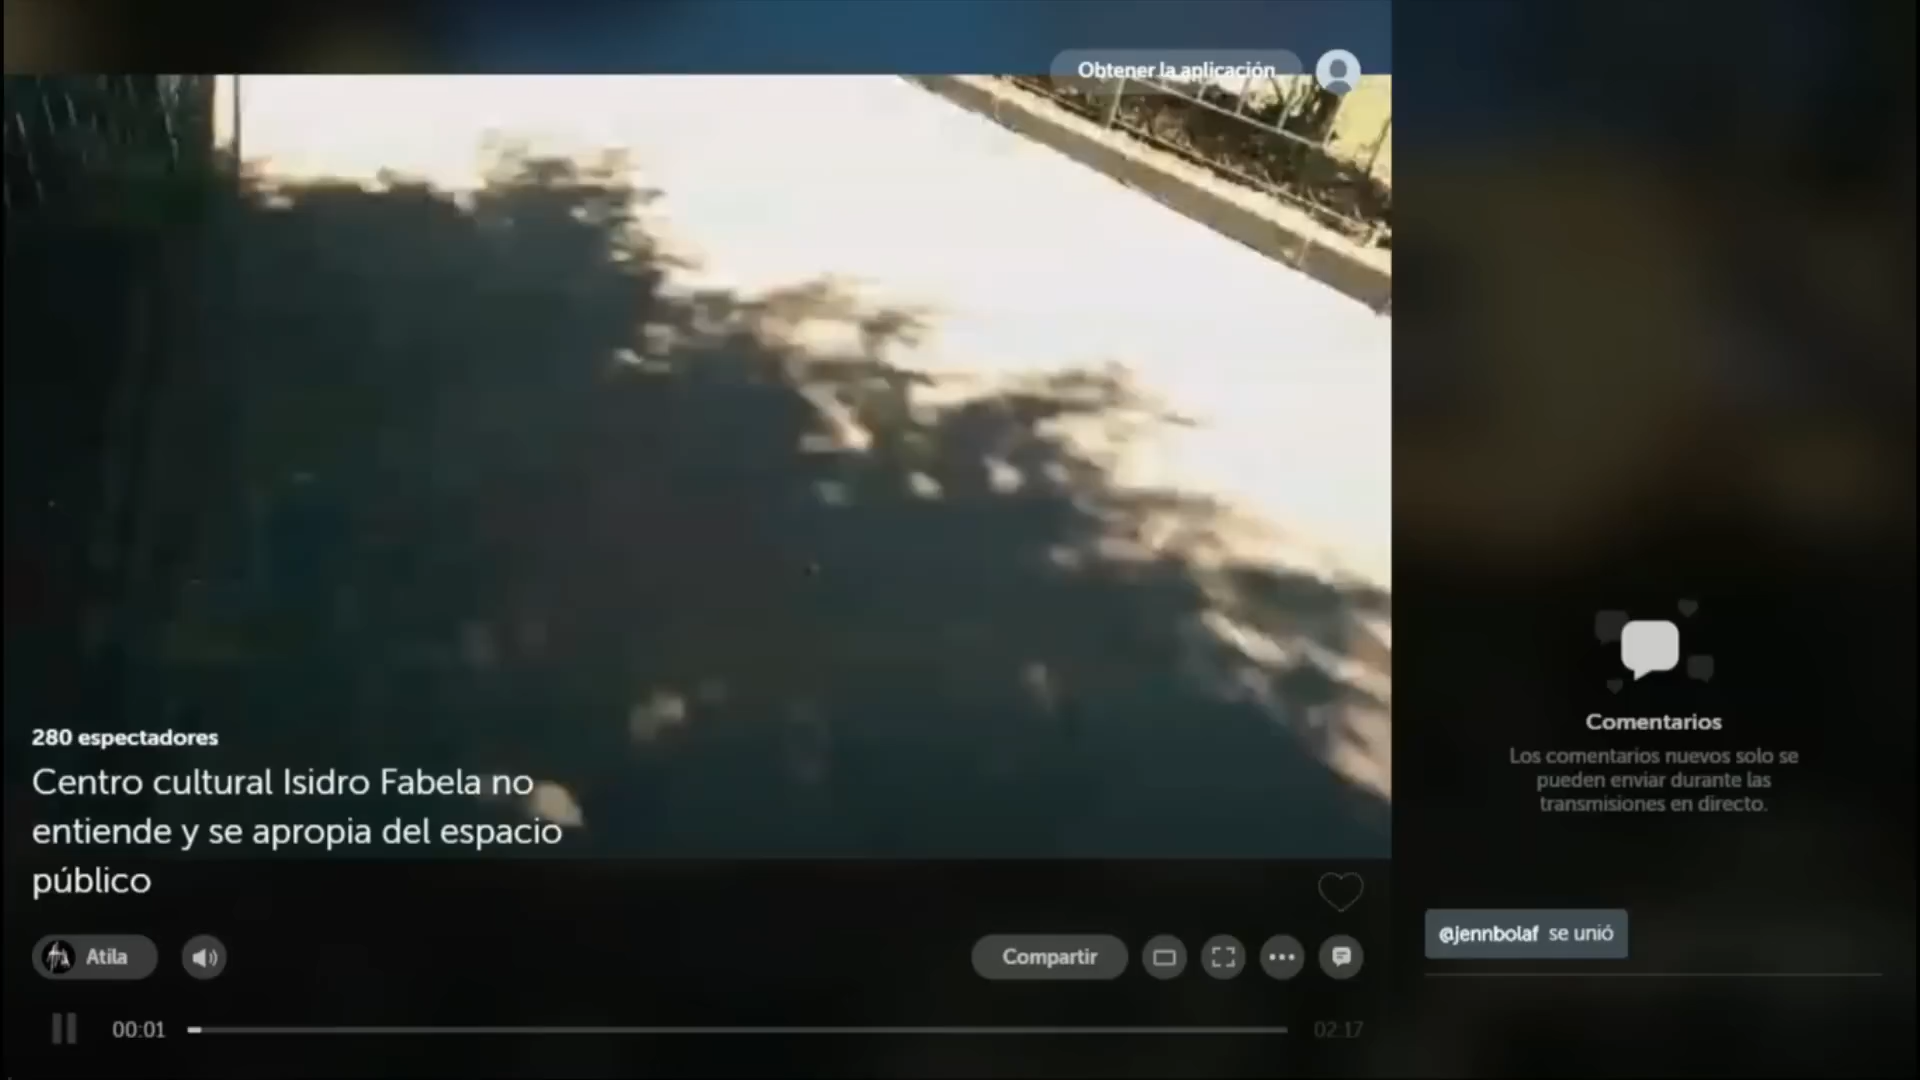 Obtener la aplicación
280 espectadores
Centro cultural Isidro Fabela no
entiende y se apropia del espacio
público
Atila
Compartir
00:01
02:17
Comentarios
Los comentarios nuevos solo se
pueden enviar durante las
transmisiones en directo.
@jennbolaf se unió